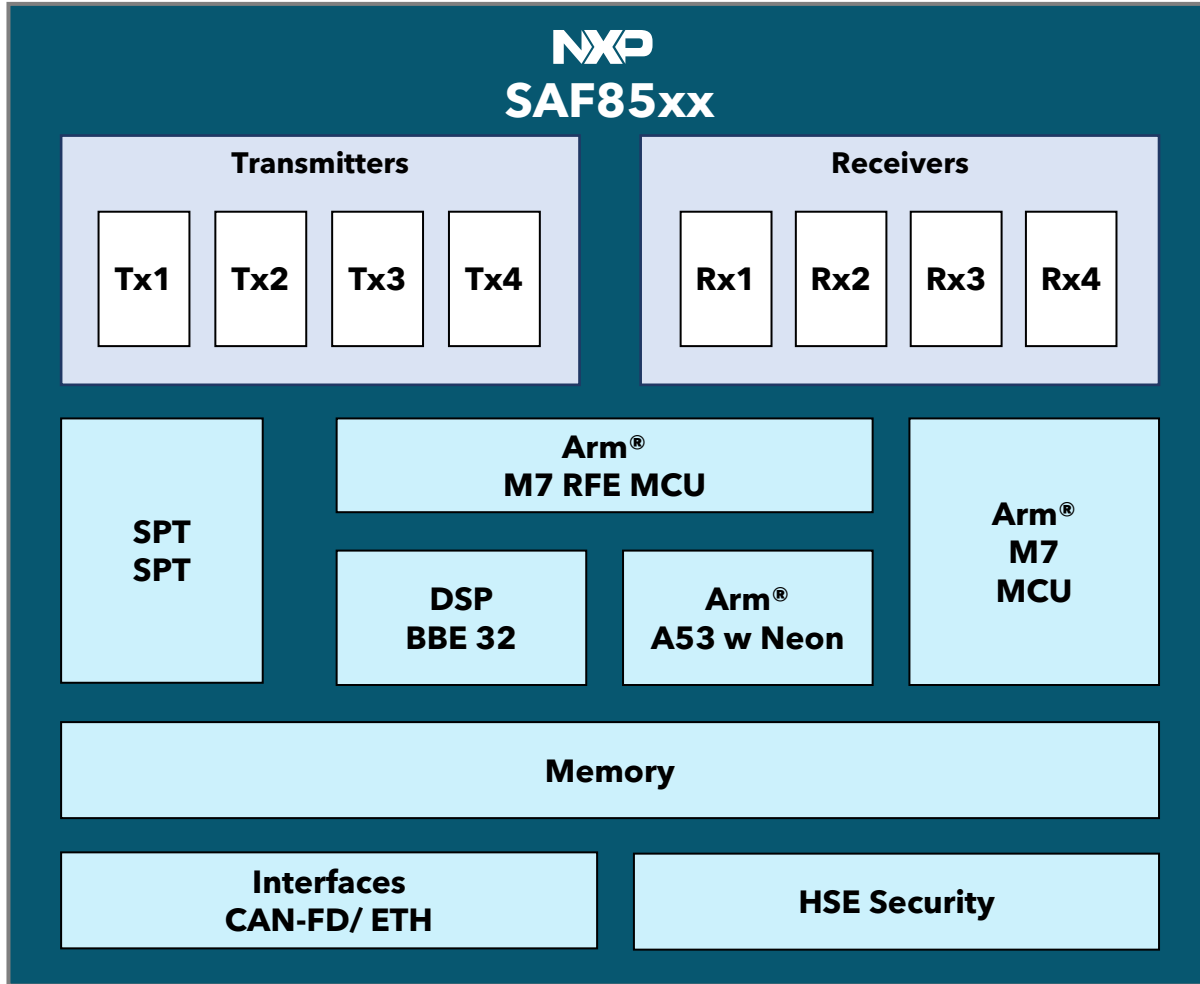 NXP
SAF85xx
Transmitters
Tx1 Tx2 Tx3 Tx4
Receivers
Rx1 Rx2 Rx3 Rx4
SPT
SPT
Arm®
M7 RFE MCU
DSP
BBE 32
Arm®
A53 w Neon
Arm®
M7
MCU
Memory
Interfaces
CAN-FD/ ETH
HSE Security